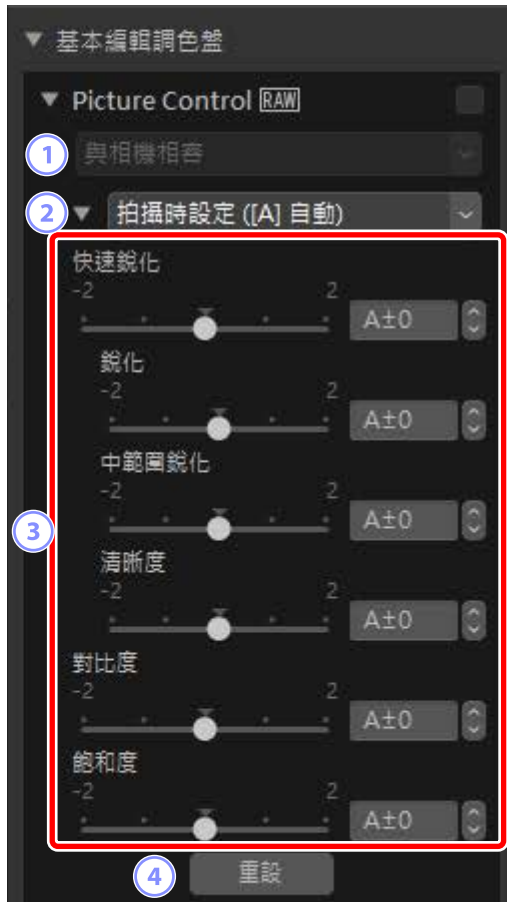 基本編輯調色盤
Picture Control RAW
1 與相機相容
2 拍攝時設定 ([A] 自動)
快速銳化
-2 2
A±0
銳化
-2 2
A±0
中範圍銳化
-2 2
A±0
3
清晰度
-2 2
A±0
對比度
-2 2
A±0
飽和度
-2 2
A±0
4 重設